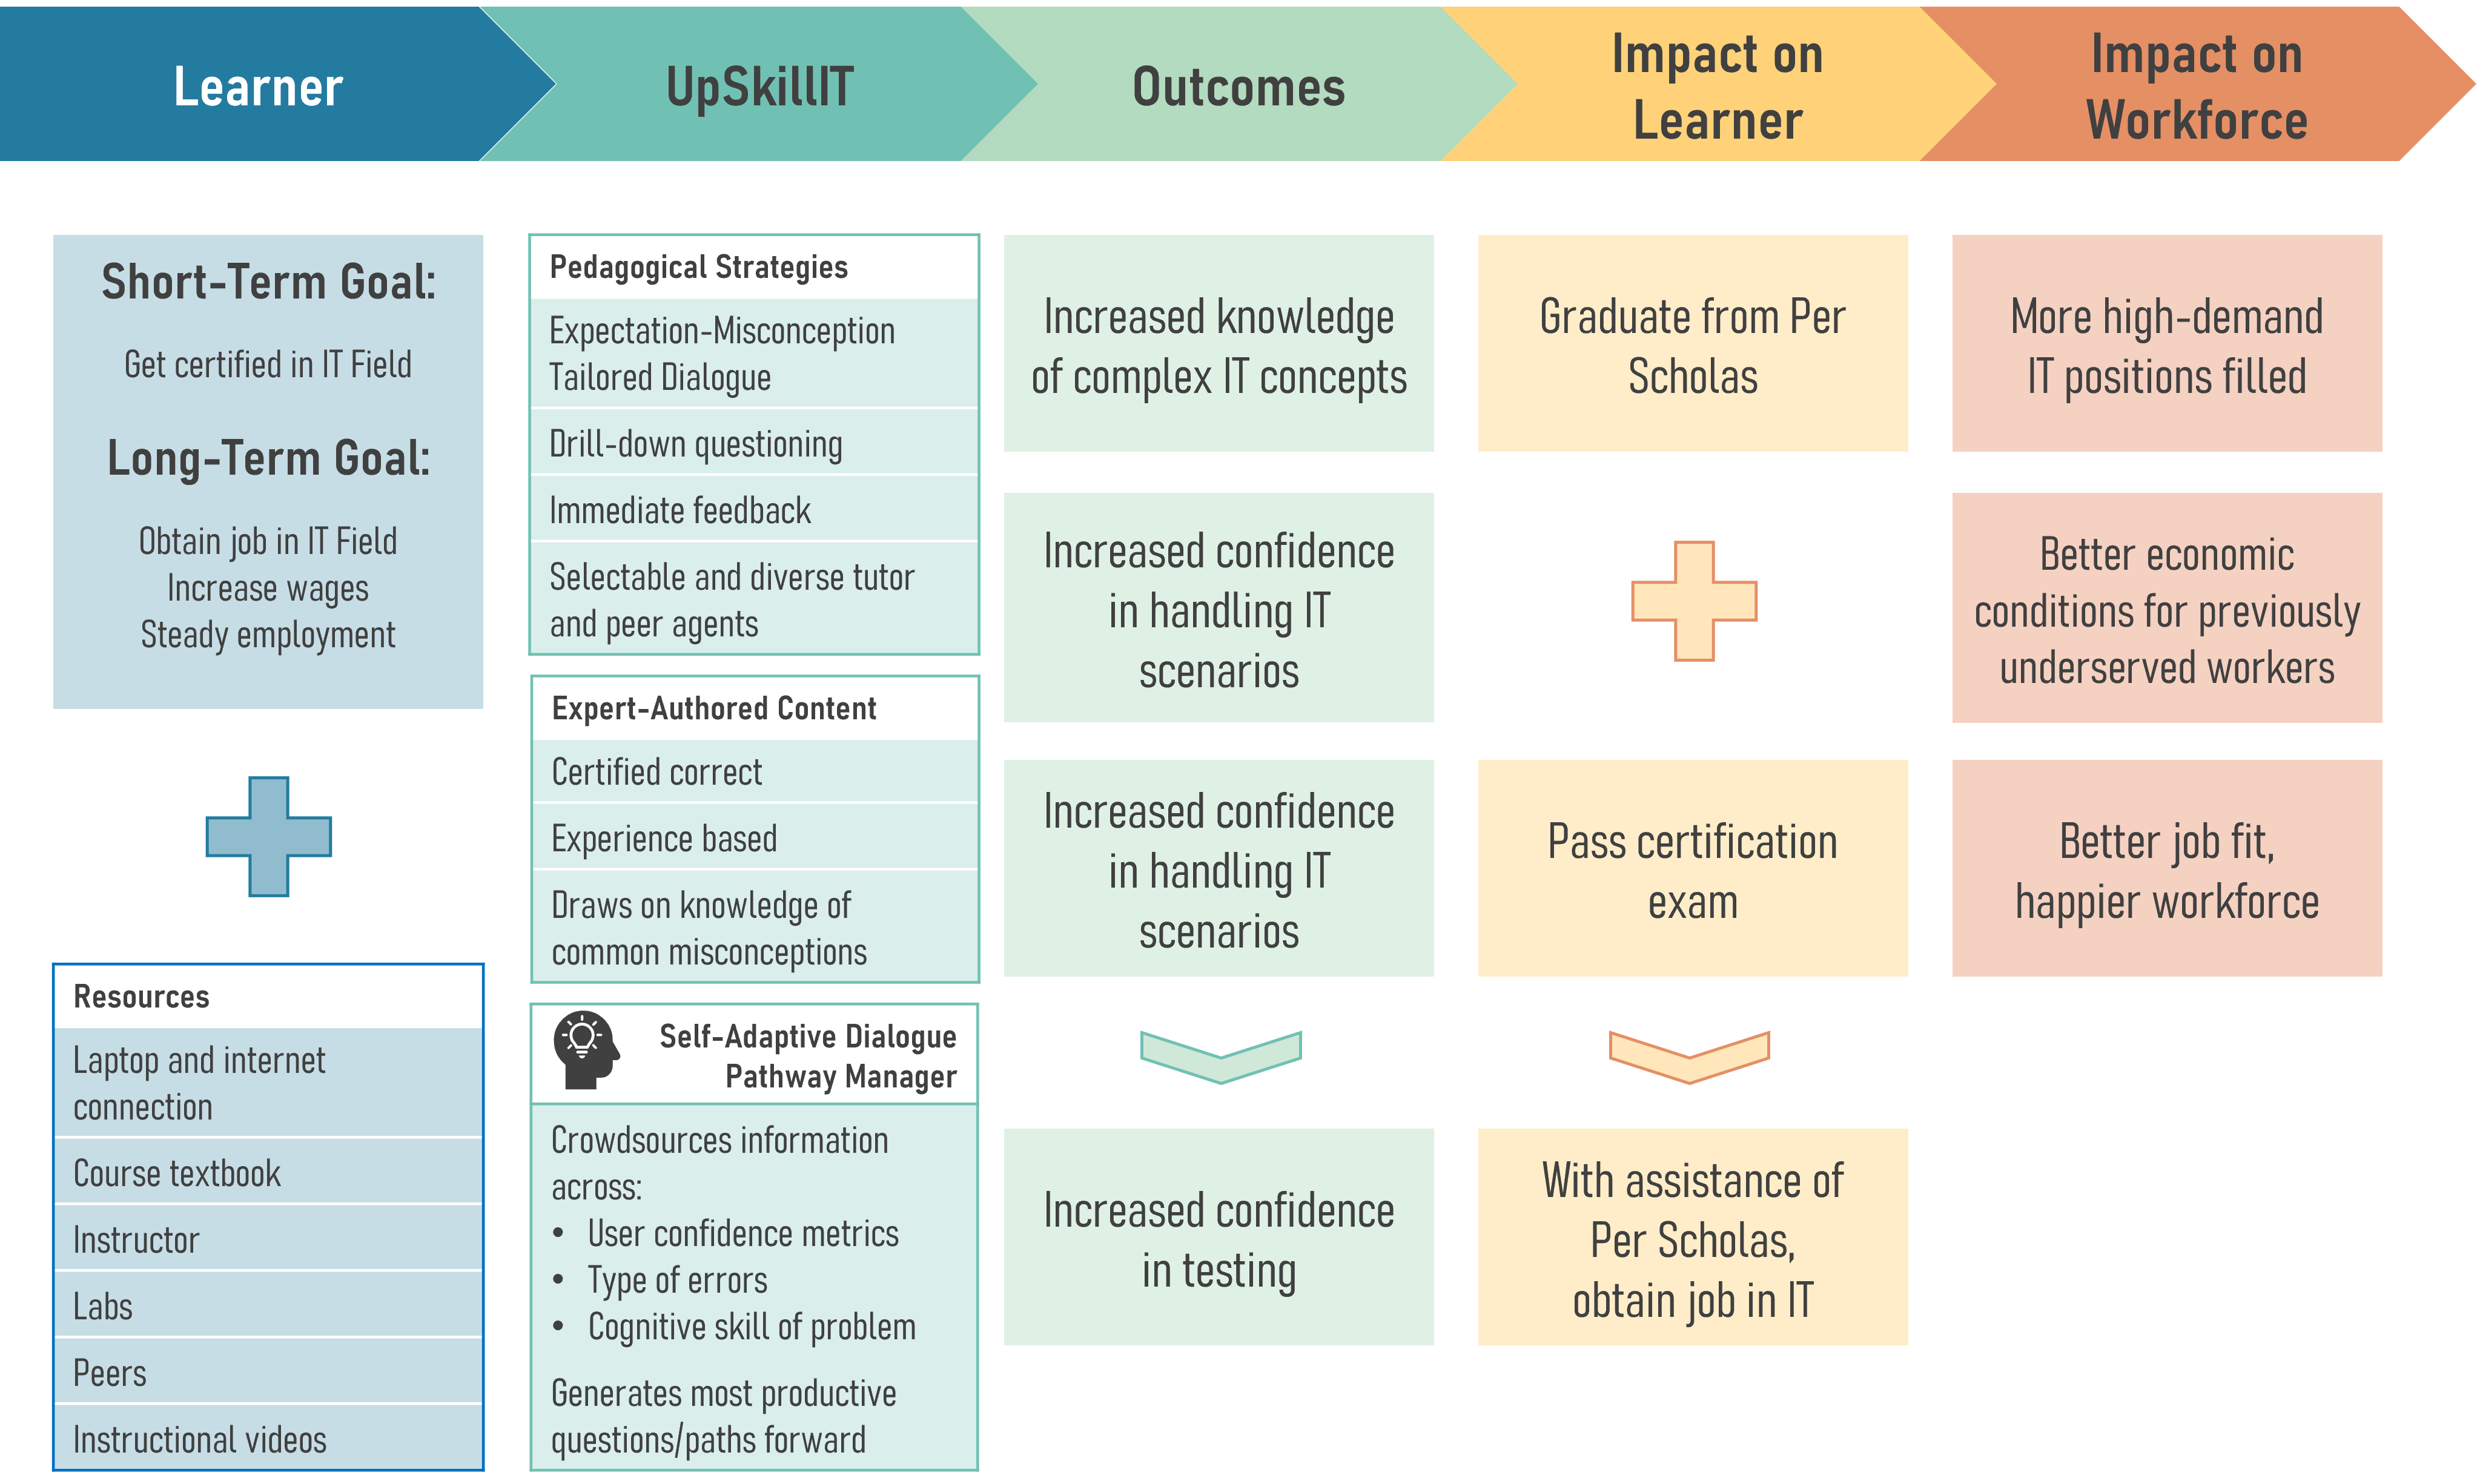 Learner
UpSkillIT
Outcomes
Impact on
Learner
Impact on
Workforce
Short-Term Goal:
Get certified in IT Field
Long-Term Goal:
Obtain job in IT Field
Increase wages
Steady employment
Resources
Laptop and internet
connection
Course textbook
Instructor
Labs
Peers
Instructional videos
Pedagogical Strategies
Expectation-Misconception
Tailored Dialogue
Drill-down questioning
Immediate feedback
Selectable and diverse tutor
and peer agents
Expert-Authored Content
Certified correct
Experience based
Draws on knowledge of
common misconceptions
Self-Adaptive Dialogue
Pathway Manager
Crowdsources information
across:
• User confidence metrics
• Type of errors
• Cognitive skill of problem
Generates most productive
questions/paths forward
Increased knowledge
of complex IT concepts
Increased confidence
in handling IT
scenarios
Increased confidence
in handling IT
scenarios
Increased confidence
in testing
Graduate from Per
Scholas
Pass certification
exam
With assistance of
Per Scholas,
obtain job in IT
More high-demand
IT positions filled
Better economic
conditions for previously
underserved workers
Better job fit,
happier workforce